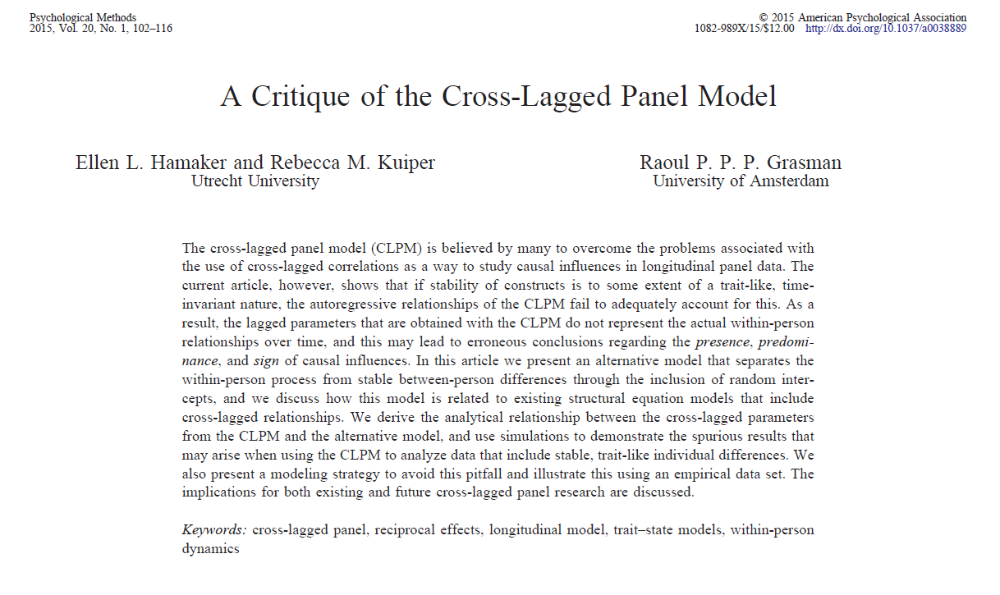 Psychological Methods
2015, Vol. 20, No. 1, 102–116
© 2015 American Psychological Association
1082-989X/15/$12.00 http://dx.doi.org/10.1037/a0038889
A Critique of the Cross-Lagged Panel Model
Ellen L. Hamaker and Rebecca M. Kuiper
Utrecht University
Raoul P. P. P. Grasman
University of Amsterdam
The cross-lagged panel model (CLPM) is believed by many to overcome the problems associated with
the use of cross-lagged correlations as a way to study causal influences in longitudinal panel data. The
current article, however, shows that if stability of constructs is to some extent of a trait-like, time-
invariant nature, the autoregressive relationships of the CLPM fail to adequately account for this. As a
result, the lagged parameters that are obtained with the CLPM do not represent the actual within-person
relationships over time, and this may lead to erroneous conclusions regarding the presence, predomi-
nance, and sign of causal influences. In this article we present an alternative model that separates the
within-person process from stable between-person differences through the inclusion of random inter-
cepts, and we discuss how this model is related to existing structural equation models that include
cross-lagged relationships. We derive the analytical relationship between the cross-lagged parameters
from the CLPM and the alternative model, and use simulations to demonstrate the spurious results that
may arise when using the CLPM to analyze data that include stable, trait-like individual differences. We
also present a modeling strategy to avoid this pitfall and illustrate this using an empirical data set. The
implications for both existing and future cross-lagged panel research are discussed.
Keywords: cross-lagged panel, reciprocal effects, longitudinal model, trait–state models, within-person
dynamics